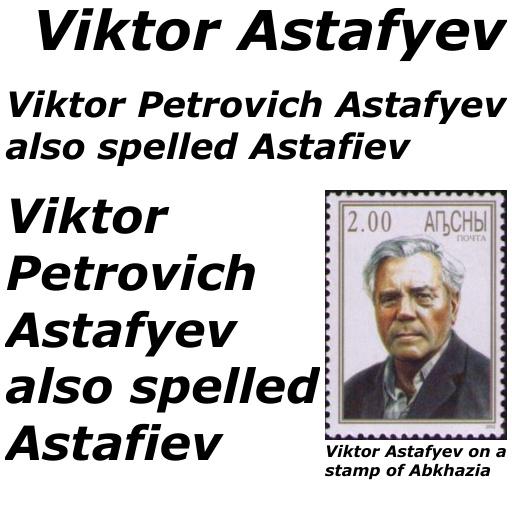 Viktor Astafyev
Viktor Petrovich Astafyev
also spelled Astafiev
Viktor
Petrovich
Astafyev
also spelled
Astafiev
2.00 АҦСНЫ
ПОЧТА
Viktor Astafyev on a
stamp of Abkhazia